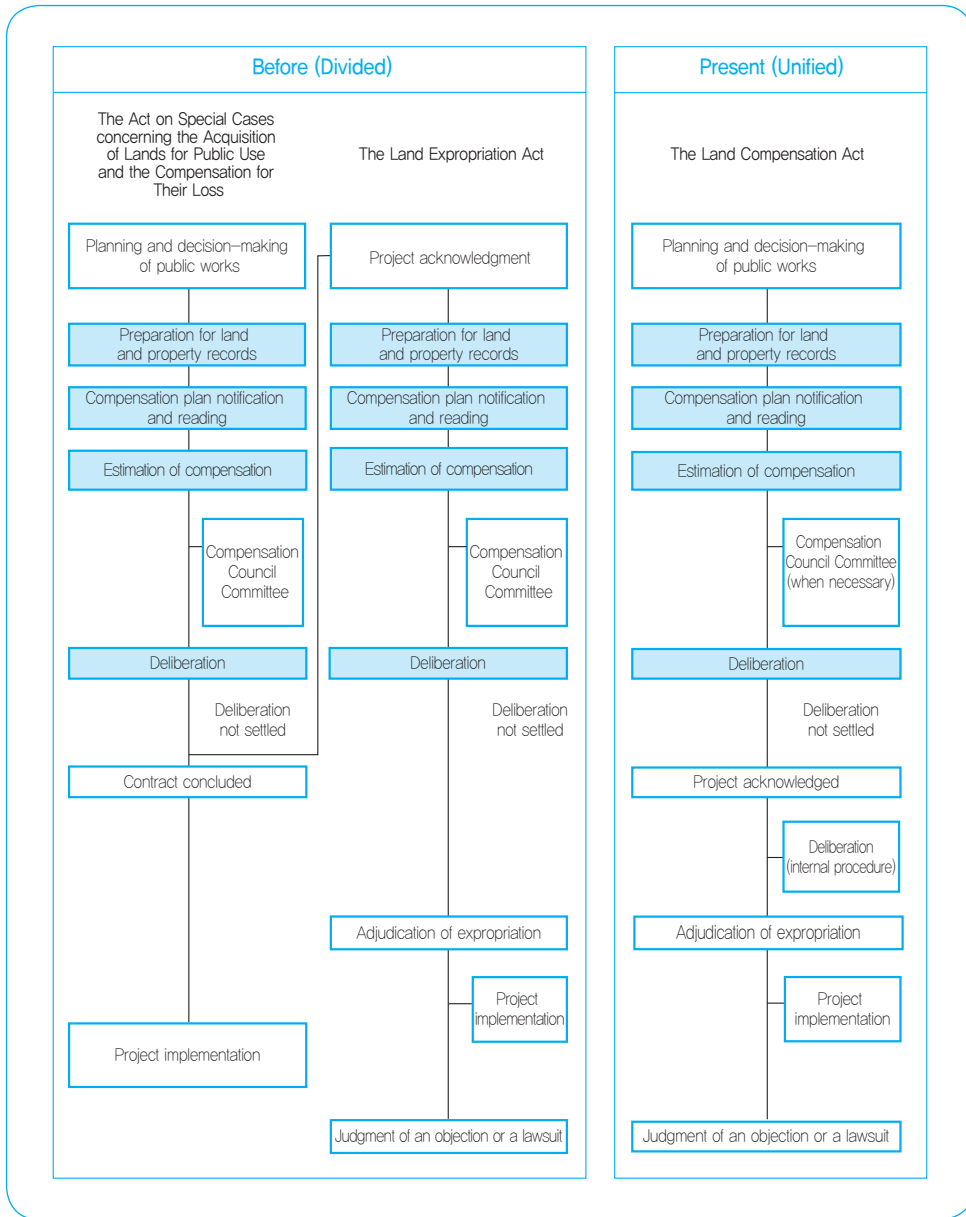 Before (Divided)
The Act on Special Cases
concerning the Acquisition
of Lands for Public Use
and the Compensation for
Their Loss
Planning and decision-making
of public works
Preparation for land
and property records
Compensation plan notification
and reading
Estimation of compensation
Compensation
Council
Committee
Deliberation
Deliberation
not settled
Contract concluded
Project implementation
The Land Expropriation Act
Project acknowledgment
Preparation for land
and property records
Compensation plan notification
and reading
Estimation of compensation
Compensation
Council
Committee
Deliberation
Deliberation
not settled
Adjudication of expropriation
Project
implementation
Judgment of an objection or a lawsuit
Present (Unified)
The Land Compensation Act
Planning and decision-making
of public works
Preparation for land
and property records
Compensation plan notification
and reading
Estimation of compensation
Compensation
Council Committee
(when necessary)
Deliberation
Deliberation
not settled
Project acknowledged
Deliberation
(internal procedure)
Adjudication of expropriation
Project
implementation
Judgment of an objection or a lawsuit